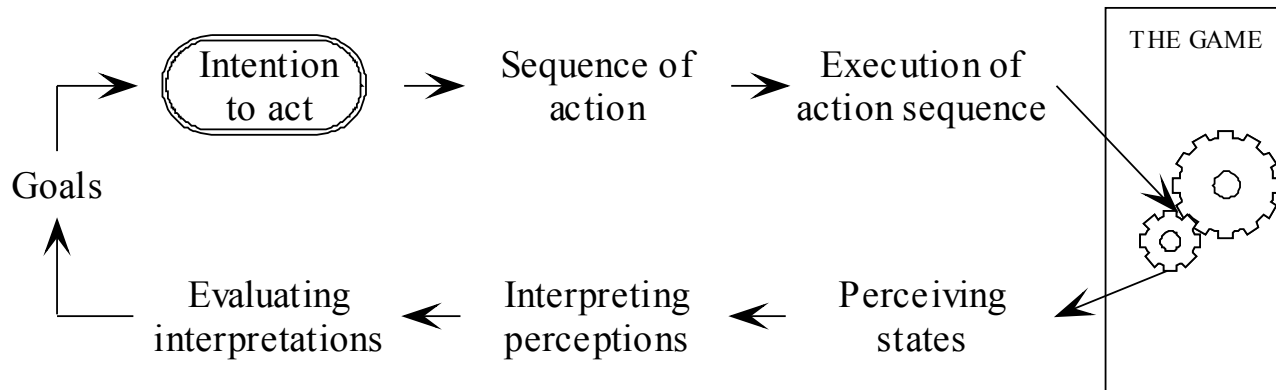 THE GAME
Intention
to act
Sequence of
action
Execution of
action sequence
Goals
Evaluating
interpretations
Interpreting
perceptions
Perceiving
states